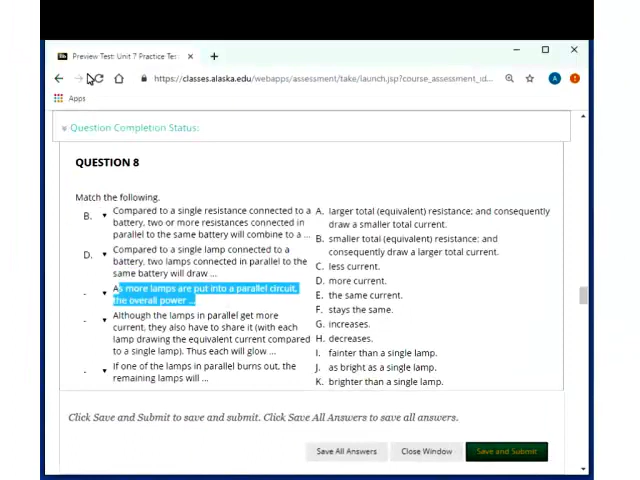 Preview Test: Unit 7 Practice Tes
https://classes.alaska.edu/webapps/assessment/take/launch.jsp?course_assessment_id...
A
Apps
Question Completion Status:
QUESTION 8
Match the following.
B. Compared to a single resistance connected to a
battery, two or more resistances connected in
parallel to the same battery will combine to a ...
D. Compared to a single lamp connected to a
battery, two lamps connected in parallel to the
same battery will draw ...
- As more lamps are put into a parallel circuit,
the overall power ...
- Although the lamps in parallel get more
current, they also have to share it (with each
lamp drawing the equivalent current compared
to a single lamp). Thus each will glow ...
- If one of the lamps in parallel burns out, the
remaining lamps will ...
A. larger total (equivalent) resistance; and consequently
draw a smaller total current.
B. smaller total (equivalent) resistance; and
consequently draw a larger total current.
C. less current.
D. more current.
E. the same current.
F. stays the same.
G. increases.
H. decreases.
I. fainter than a single lamp.
J. as bright as a single lamp.
K. brighter than a single lamp.
Click Save and Submit to save and submit. Click Save All Answers to save all answers.
Save All Answers
Close Window
Save and Submit